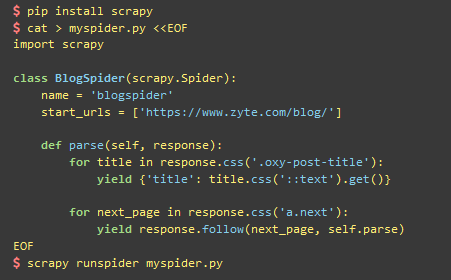 $ pip install scrapy
$ cat > myspider.py <<EOF
import scrapy

class BlogSpider(scrapy.Spider):
    name = 'blogspider'
    start_urls = ['https://www.zyte.com/blog/']

    def parse(self, response):
        for title in response.css('.oxy-post-title'):
            yield {'title': title.css('::text').get()}

        for next_page in response.css('a.next'):
            yield response.follow(next_page, self.parse)
EOF
$ scrapy runspider myspider.py